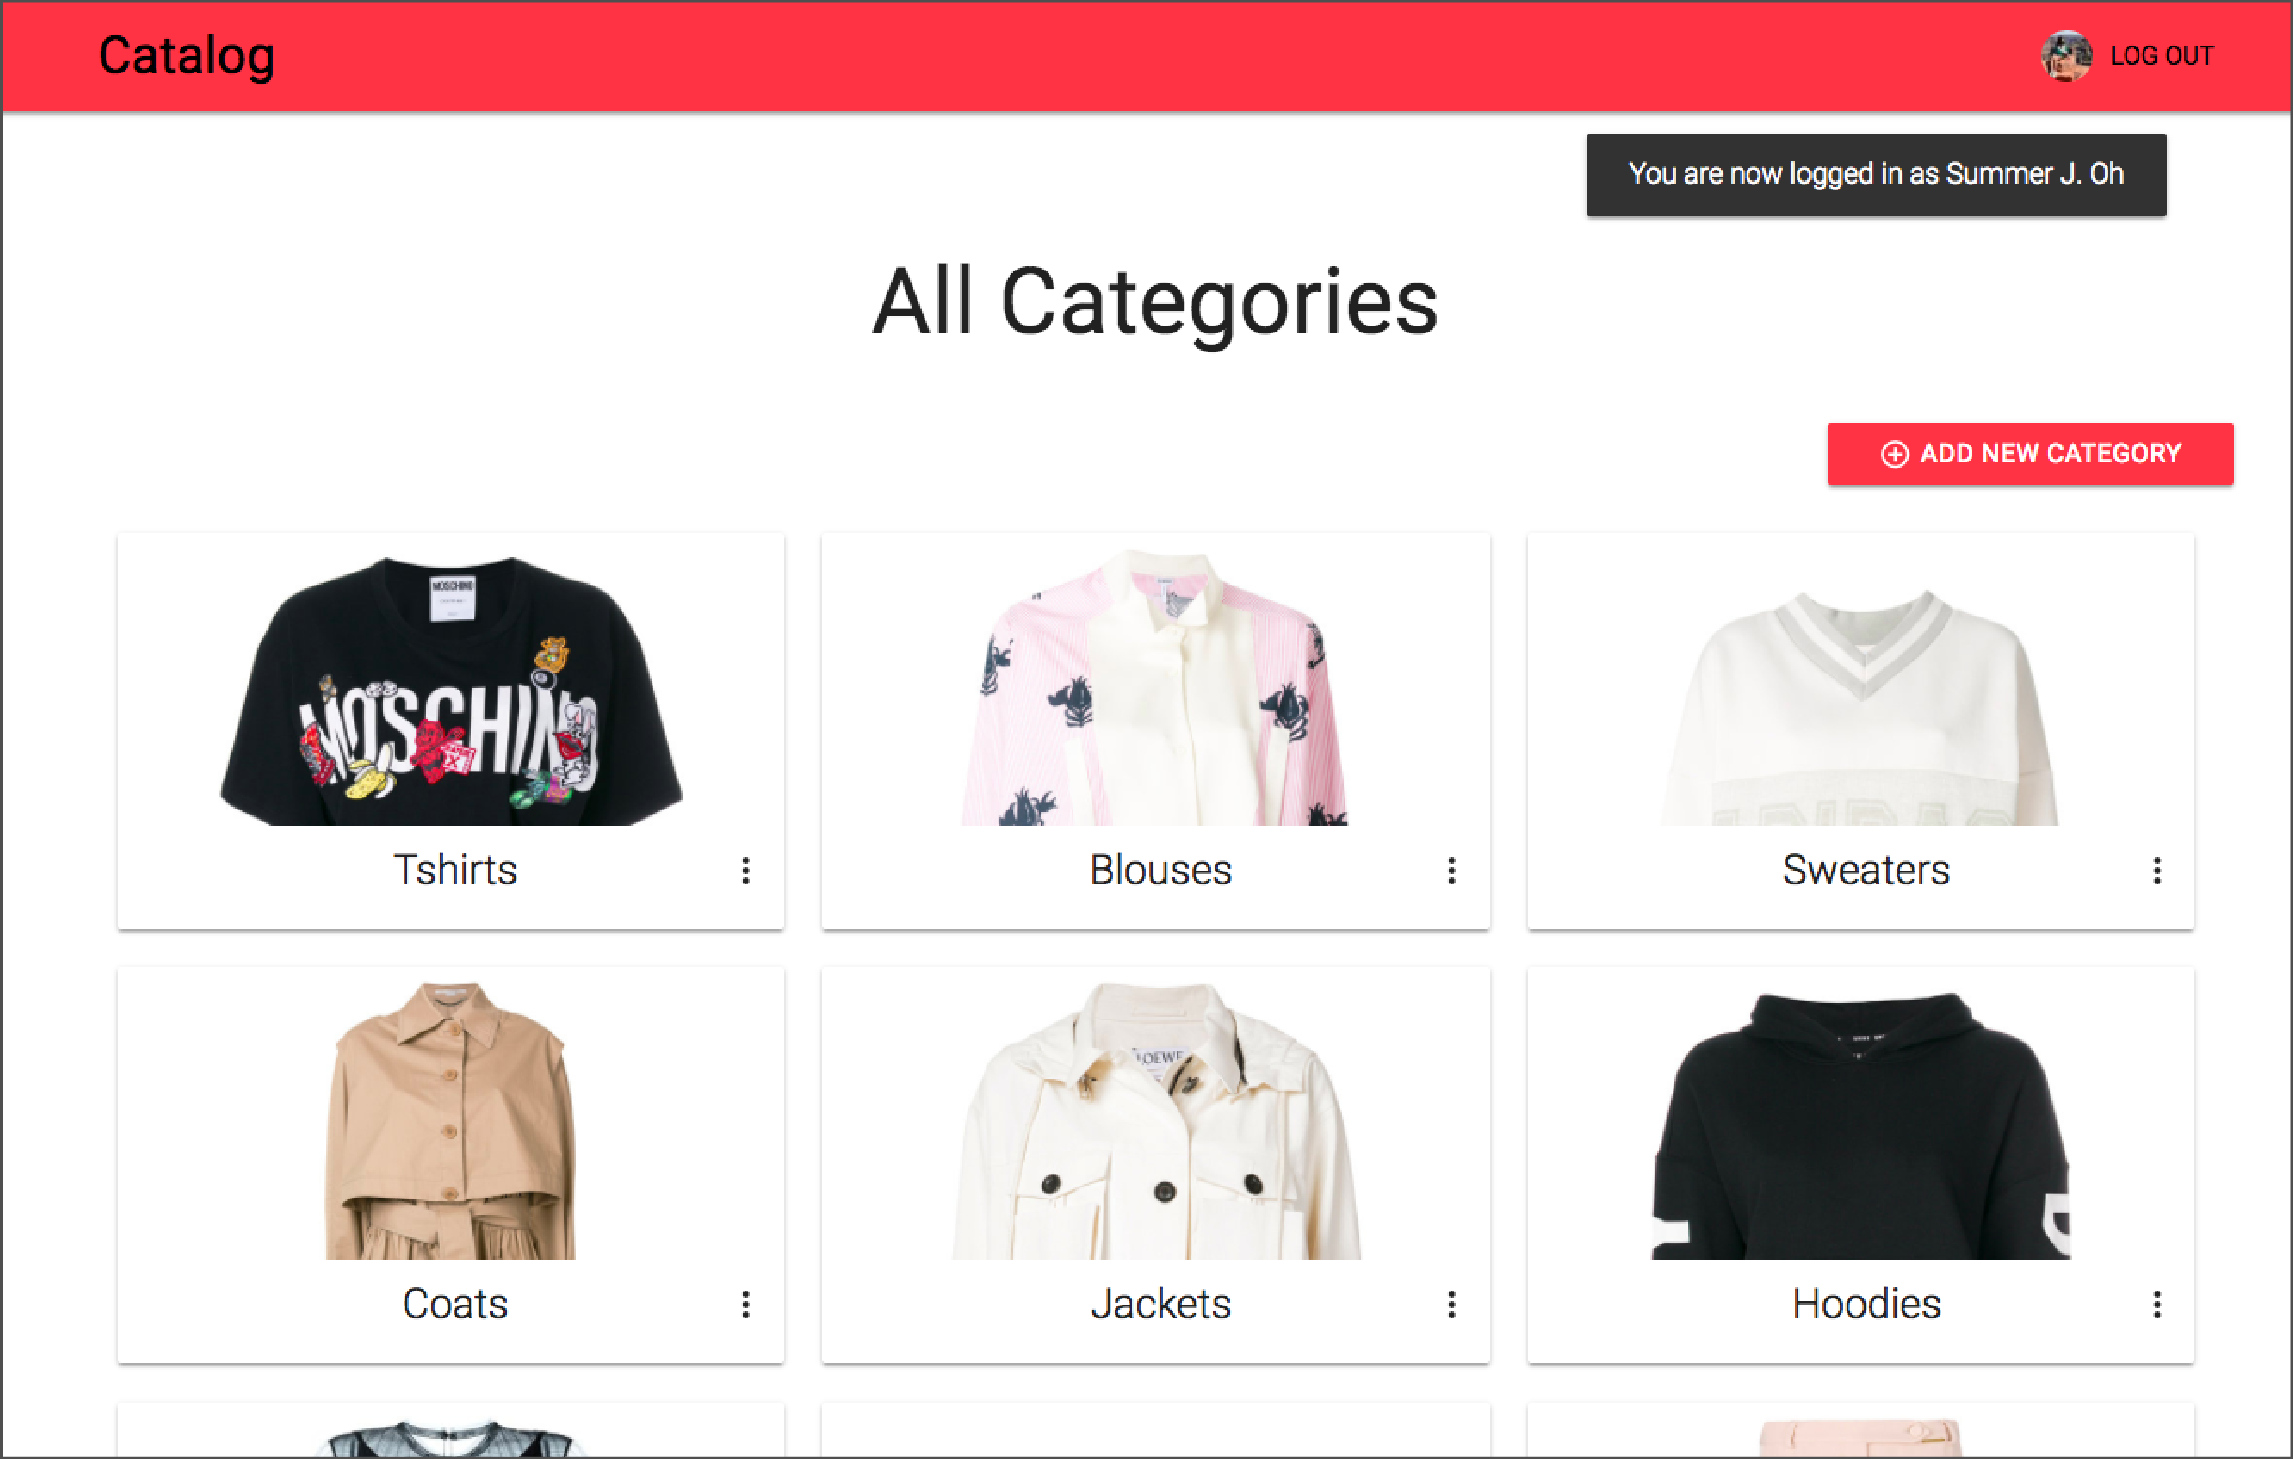 Catalog
LOG OUT
You are now logged in as Summer J. Oh
All Categories
ADD NEW CATEGORY
MOSCHINO
MOSCHINO
Tshirts
Blouses
Sweaters
LOEWE
Coats
Jackets
Hoodies